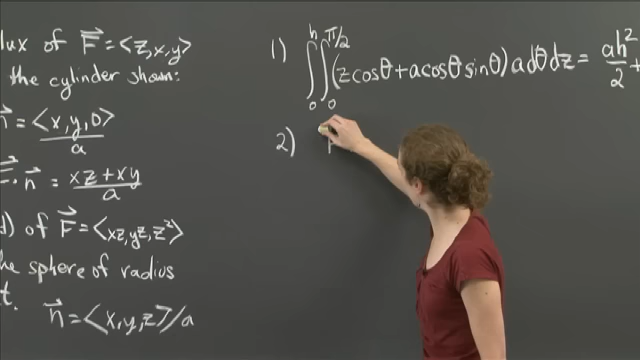 lux of F⃗ = <z,x,y>
the cylinder shown:
n⃗ = <x,y,0>/a
F⃗·n⃗ = xz + xy / a
d) of F⃗ = <xz, yz, z²>
he sphere of radius
t.
n⃗ = <x,y,z>/a
1) ∫₀ʰ ∫₀^(π/2) (z cosθ + a cosθ sinθ) a dθ dz = ah²/2 +
2)